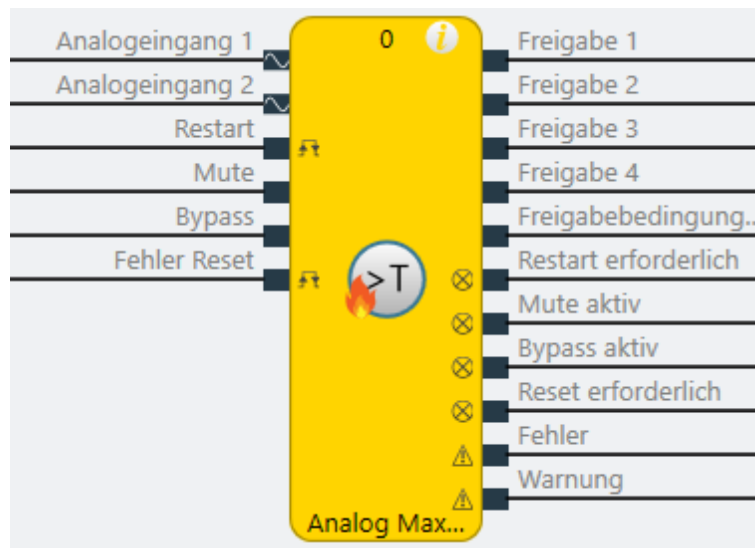 Analogeingang 1
Analogeingang 2
Restart
Mute
Bypass
Fehler Reset
0
i
>T
Analog Max...
Freigabe 1
Freigabe 2
Freigabe 3
Freigabe 4
Freigabebedingung..
Restart erforderlich
Mute aktiv
Bypass aktiv
Reset erforderlich
Fehler
Warnung